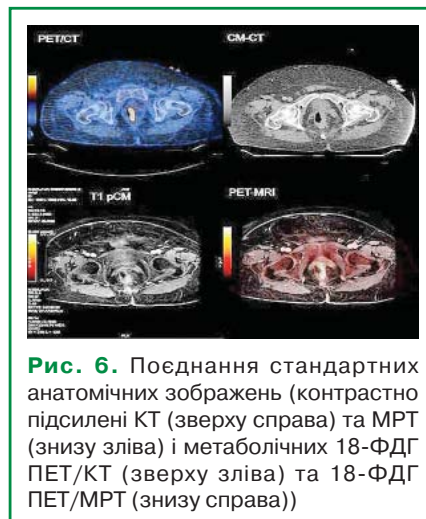 PET/CT
CM-CT
T1 pCM
PET-MRI
Рис. 6. Поєднання стандартних
анатомічних зображень (контрастно
підсилені КТ (зверху справа) та МРТ
(знизу зліва) і метаболічних 18-ФДГ
ПЕТ/КТ (зверху зліва) та 18-ФДГ
ПЕТ/МРТ (знизу справа))